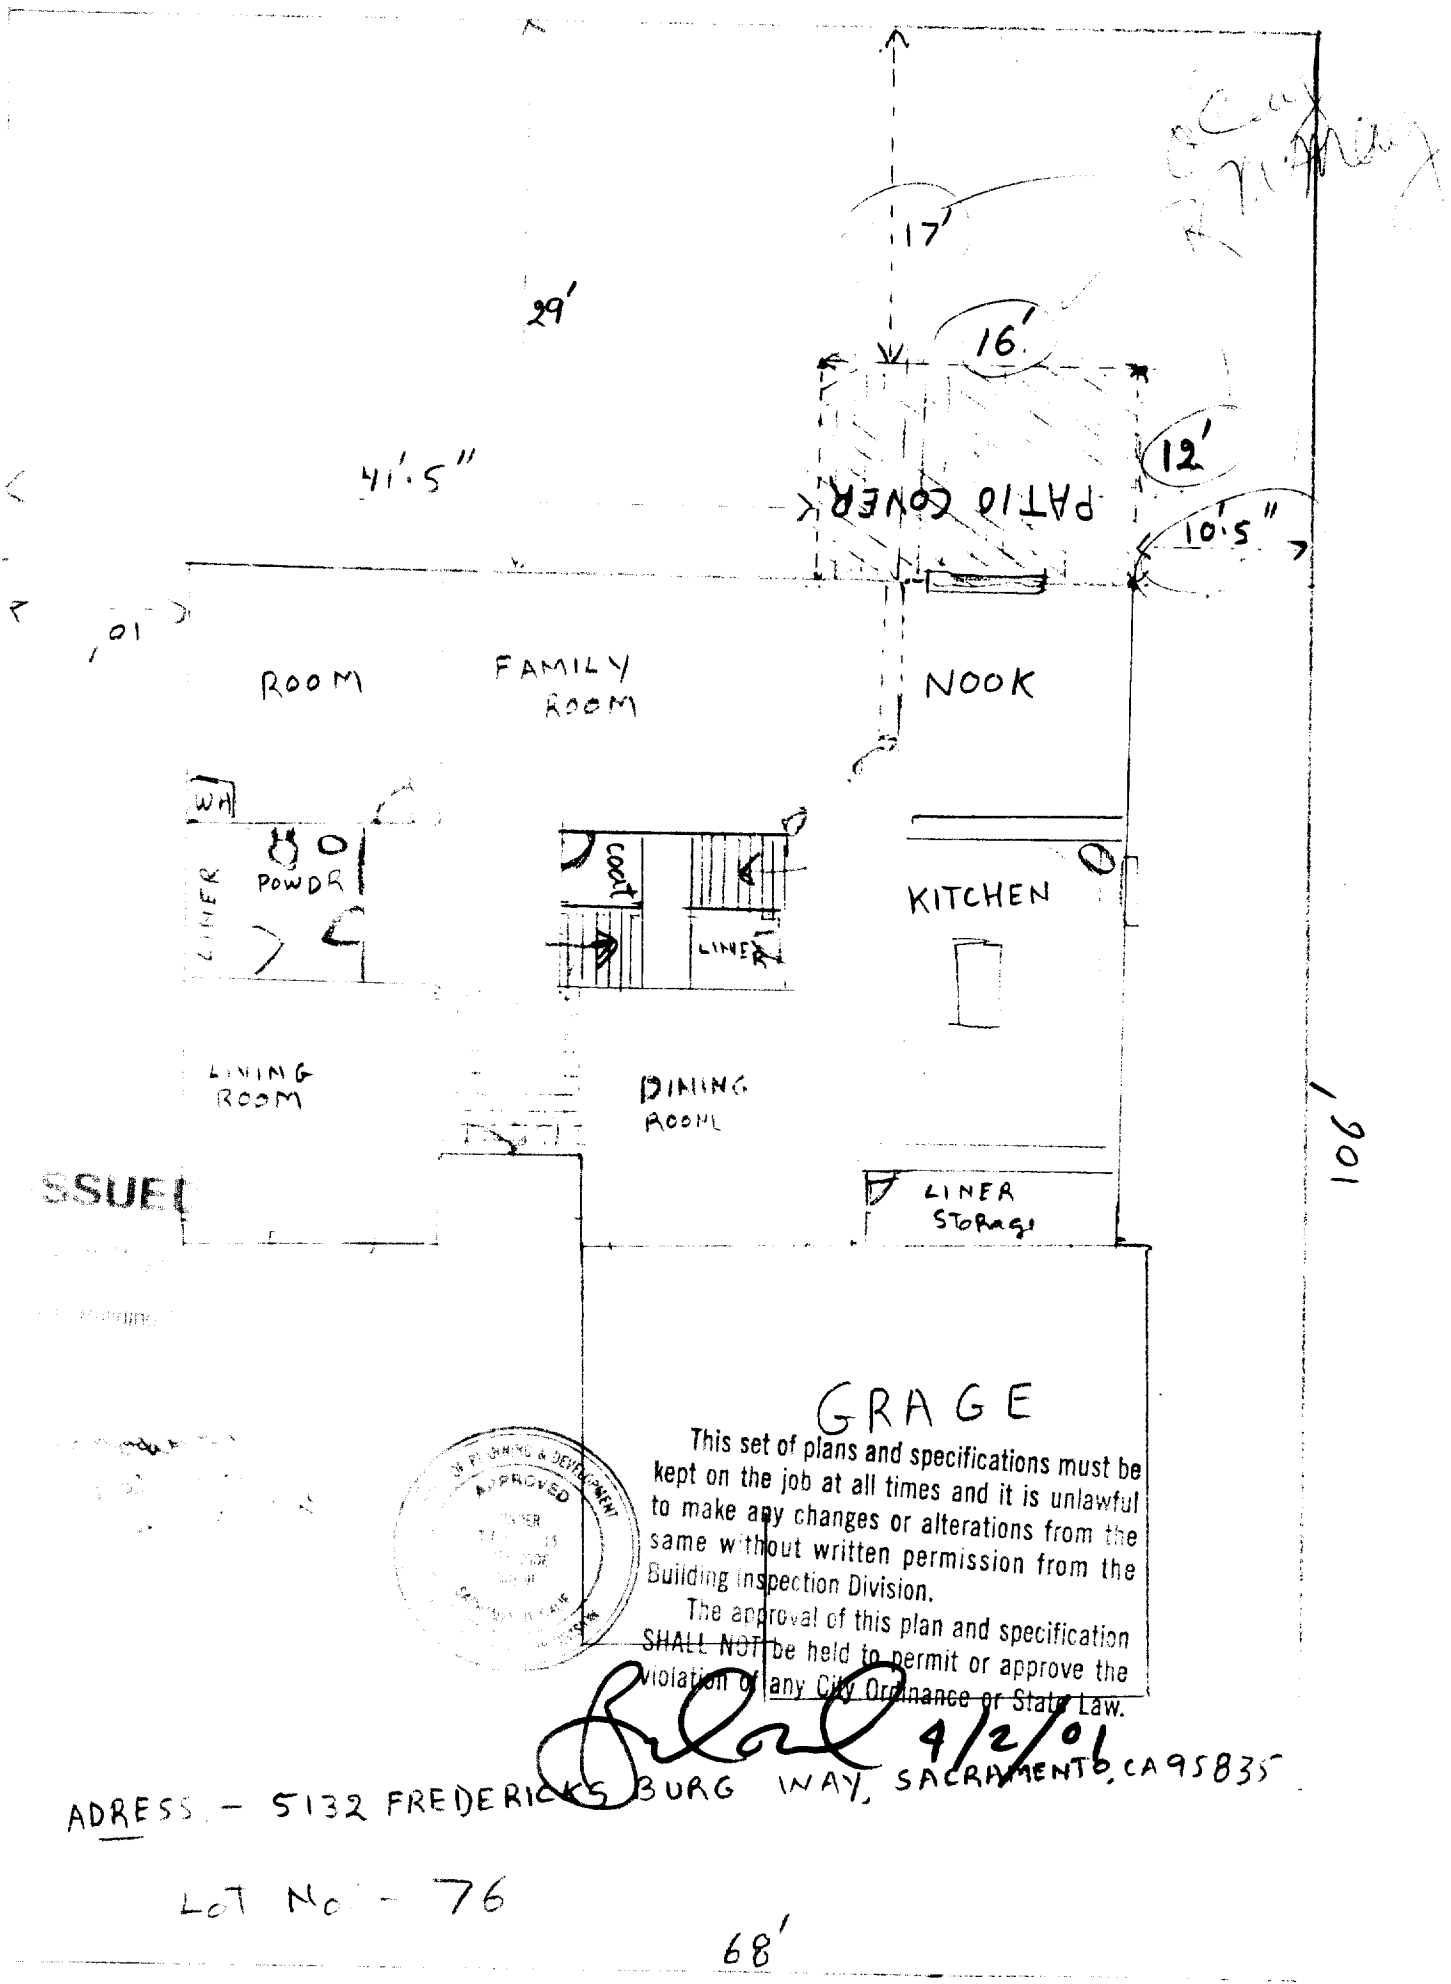 17'
29'
16'
12'
41'.5"
PATIO COVER
10'.5"
10'
ROOM
FAMILY
ROOM
NOOK
WH
POWDR
LINER
coat
LINER
KITCHEN
LIVING
ROOM
DINING
ROOM
106'
SSUE
LINER
STORAGE
GRAGE
This set of plans and specifications must be
kept on the job at all times and it is unlawful
to make any changes or alterations from the
same without written permission from the
Building Inspection Division.
The approval of this plan and specification
SHALL NOT be held to permit or approve the
violation of any City Ordinance or State Law.
OF PLANNING & DEVELOPMENT
APPROVED
4/2/01
ADRESS - 5132 FREDERICKSBURG WAY, SACRAMENTO, CA 95835
LOT No - 76
68'